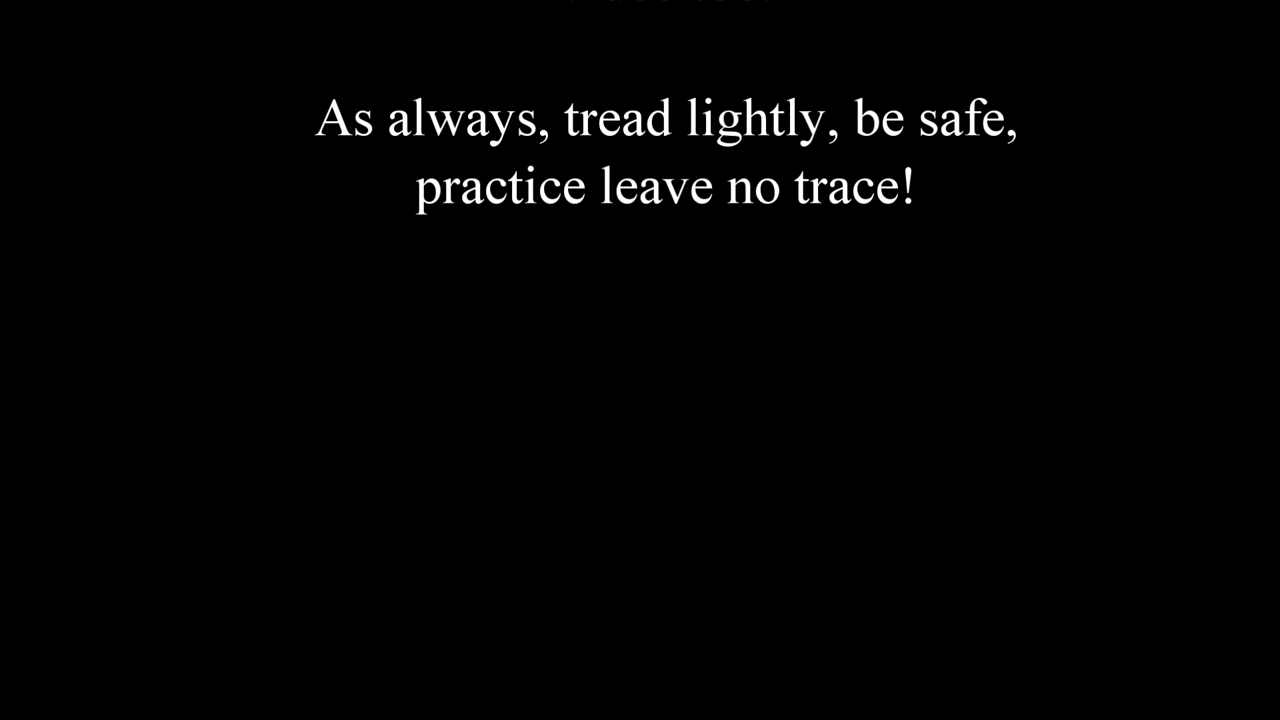 As always, tread lightly, be safe,
practice leave no trace!